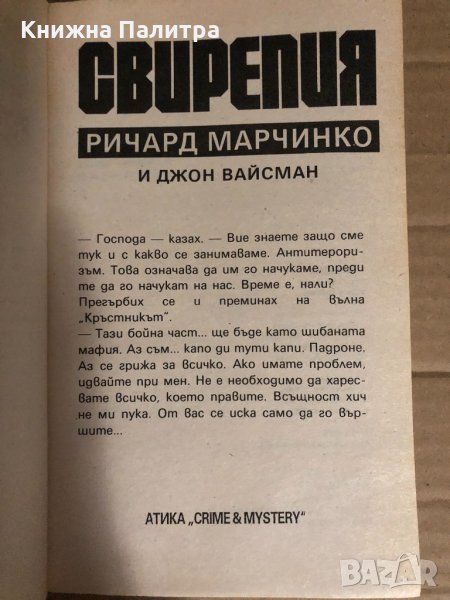 Книжна Палитра
СВИРЕПИЯ
РИЧАРД МАРЧИНКО
И ДЖОН ВАЙСМАН
— Господа — казах. — Вие знаете защо сме
тук и с какво се занимаваме. Антитерори-
зъм. Това означава да им го начукаме, преди
те да го начукат на нас. Време е, нали?
Прегърбих се и преминах на вълна
„Кръстникът".
— Тази бойна част... ще бъде като шибаната
мафия. Аз съм... капо ди тути капи. Падроне.
Аз се грижа за всичко. Ако имате проблем,
идвайте при мен. Не е необходимо да харес-
вате всичко, което правите. Всъщност хич
не ми пука. От вас се иска само да го вър-
шите...
АТИКА „CRIME & MYSTERY"
BAZAR